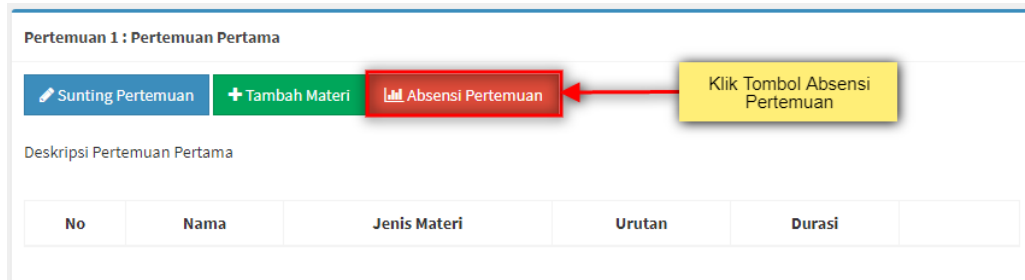 Pertemuan 1 : Pertemuan Pertama
Sunting Pertemuan
Tambah Materi
Absensi Pertemuan
Klik Tombol Absensi
Pertemuan
Deskripsi Pertemuan Pertama
No Nama Jenis Materi Urutan Durasi